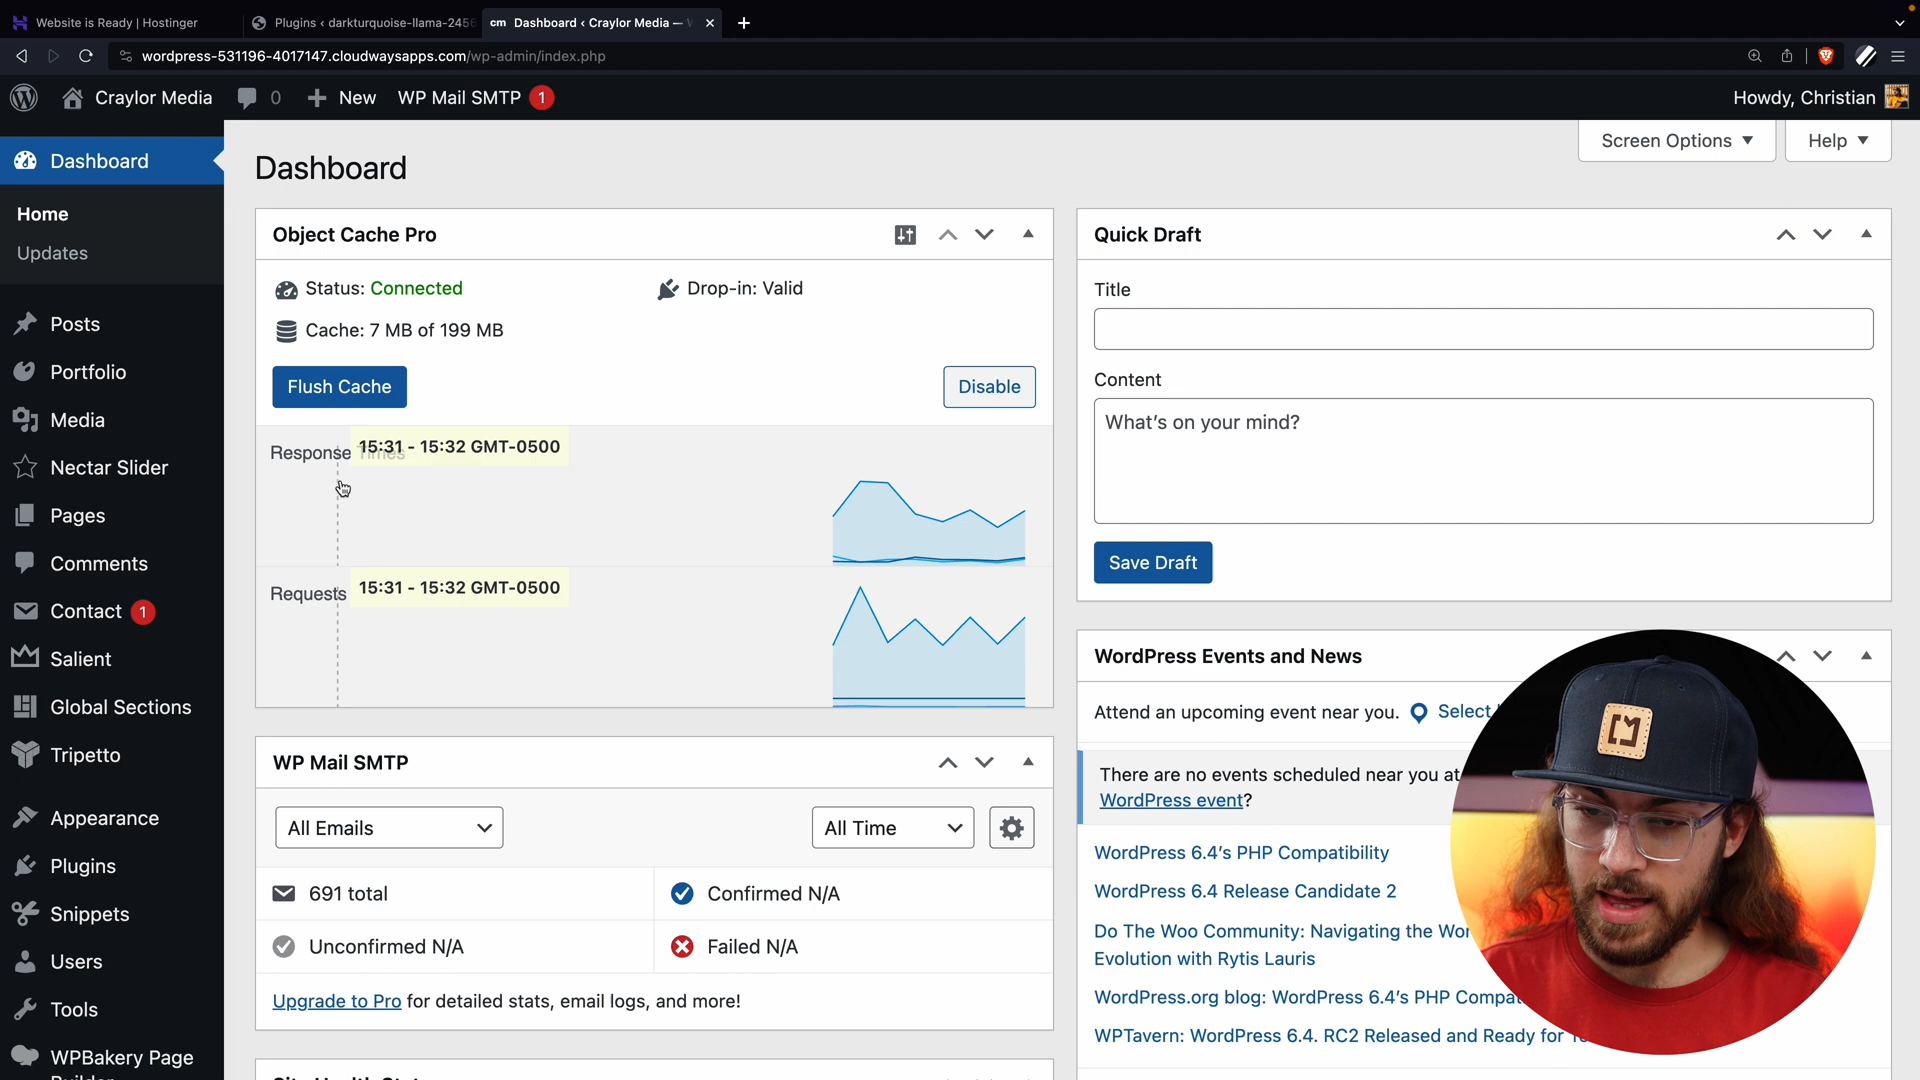 Website is Ready | Hostinger
Plugins < darkturquoise-llama-2456
cm Dashboard < Craylor Media —
wordpress-531196-4017147.cloudwaysapps.com/wp-admin/index.php
Craylor Media
0
New
WP Mail SMTP 1
Howdy, Christian
Dashboard
Home
Updates
Posts
Portfolio
Media
Nectar Slider
Pages
Comments
Contact 1
Salient
Global Sections
Tripetto
Appearance
Plugins
Snippets
Users
Tools
WPBakery Page
Screen Options
Help
Dashboard
Object Cache Pro
Status: Connected
Drop-in: Valid
Cache: 7 MB of 199 MB
Flush Cache
Disable
Response Times
15:31 - 15:32 GMT-0500
Requests
15:31 - 15:32 GMT-0500
WP Mail SMTP
All Emails
All Time
691 total
Confirmed N/A
Unconfirmed N/A
Failed N/A
Upgrade to Pro for detailed stats, email logs, and more!
Quick Draft
Title
Content
What's on your mind?
Save Draft
WordPress Events and News
Attend an upcoming event near you.
Select
There are no events scheduled near you at
WordPress event?
WordPress 6.4's PHP Compatibility
WordPress 6.4 Release Candidate 2
Do The Woo Community: Navigating the
Evolution with Rytis Lauris
WordPress.org blog: WordPress 6.4's PHP
WPTavern: WordPress 6.4. RC2 Released and Ready for